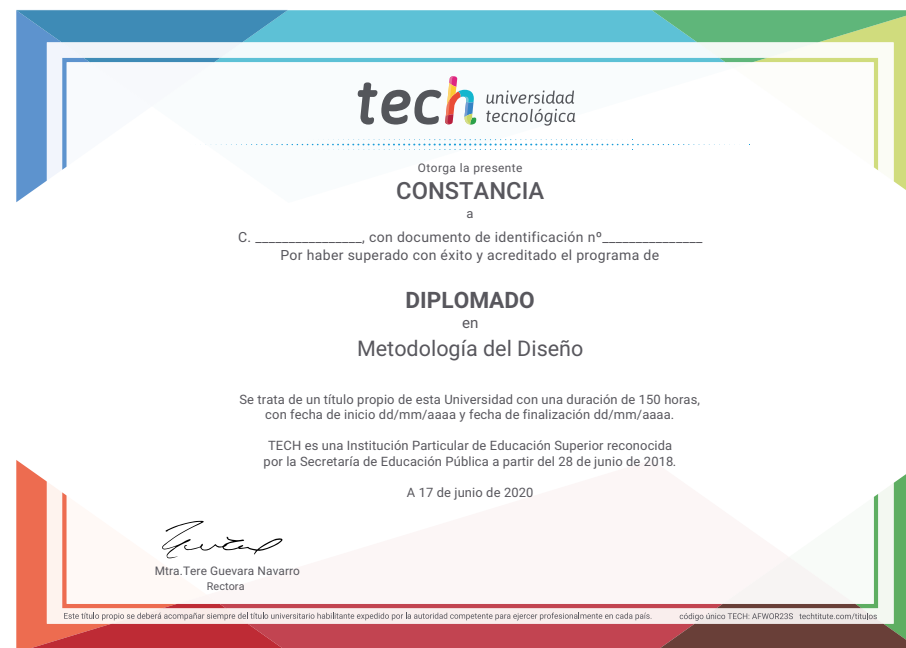 tech universidad
tecnológica
Otorga la presente
CONSTANCIA
a
C. ________________, con documento de identificación nº_______________
Por haber superado con éxito y acreditado el programa de
DIPLOMADO
en
Metodología del Diseño
Se trata de un título propio de esta Universidad con una duración de 150 horas,
con fecha de inicio dd/mm/aaaa y fecha de finalización dd/mm/aaaa.
TECH es una Institución Particular de Educación Superior reconocida
por la Secretaría de Educación Pública a partir del 28 de junio de 2018.
A 17 de junio de 2020
Mtra.Tere Guevara Navarro
Rectora
Este título propio se deberá acompañar siempre del título universitario habilitante expedido por la autoridad competente para ejercer profesionalmente en cada país. código único TECH: AFWOR23S techtitute.com/titulos